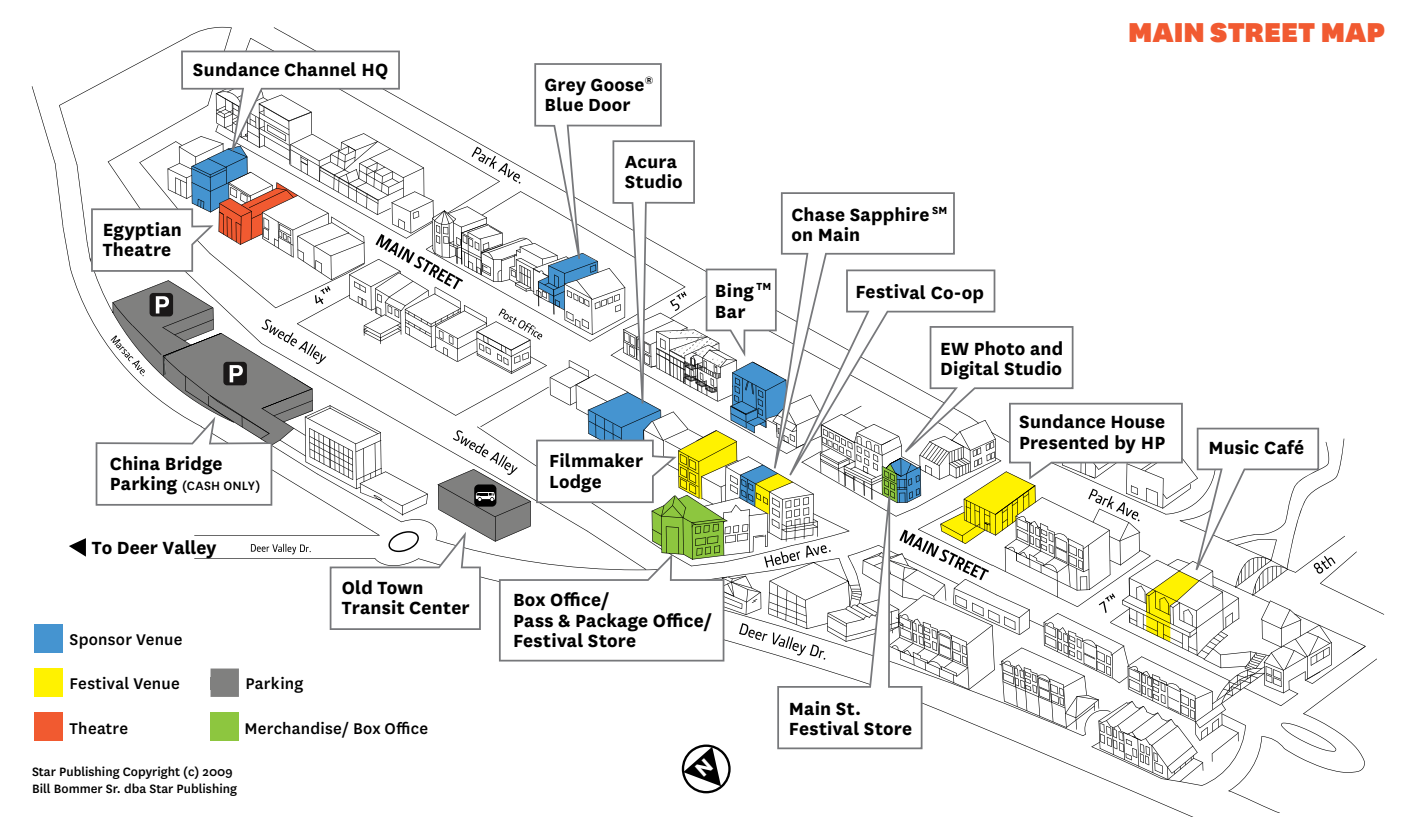 MAIN STREET MAP
Sundance Channel HQ
Grey Goose®
Blue Door
Park Ave.
Acura
Studio
Chase Sapphire℠
on Main
Egyptian
Theatre
MAIN STREET
Bing™
Bar
Festival Co-op
4TH
5TH
Post Office
P
Swede Alley
Marsac Ave.
P
EW Photo and
Digital Studio
Sundance House
Presented by HP
Music Café
Swede Alley
Filmmaker
Lodge
China Bridge
Parking (CASH ONLY)
Park Ave.
To Deer Valley
Deer Valley Dr.
Heber Ave.
MAIN STREET
8th
7TH
Old Town
Transit Center
Box Office/
Pass & Package Office/
Festival Store
Deer Valley Dr.
Main St.
Festival Store
Sponsor Venue
Festival Venue
Parking
Theatre
Merchandise/ Box Office
N
Star Publishing Copyright (c) 2009
Bill Bommer Sr. dba Star Publishing